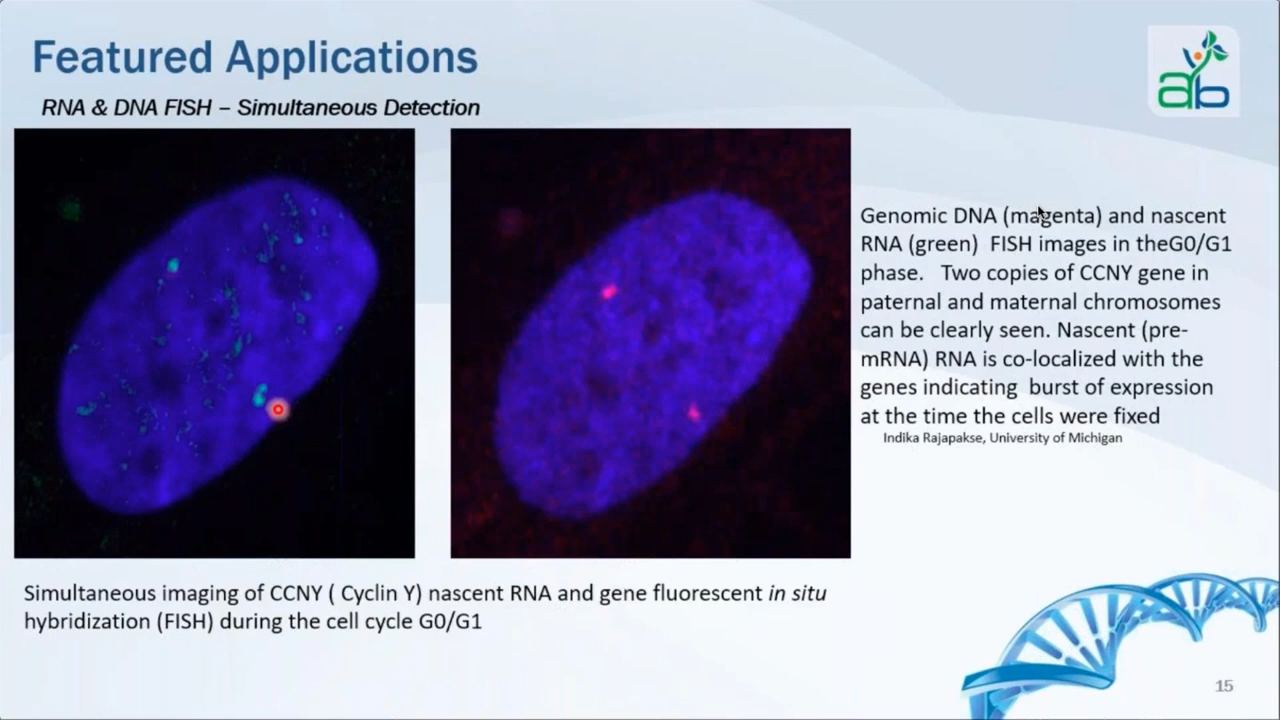 Featured Applications
RNA & DNA FISH – Simultaneous Detection
ab
Genomic DNA (magenta) and nascent
RNA (green) FISH images in theG0/G1
phase. Two copies of CCNY gene in
paternal and maternal chromosomes
can be clearly seen. Nascent (pre-
mRNA) RNA is co-localized with the
genes indicating burst of expression
at the time the cells were fixed
Indika Rajapakse, University of Michigan
Simultaneous imaging of CCNY ( Cyclin Y) nascent RNA and gene fluorescent in situ
hybridization (FISH) during the cell cycle G0/G1
15